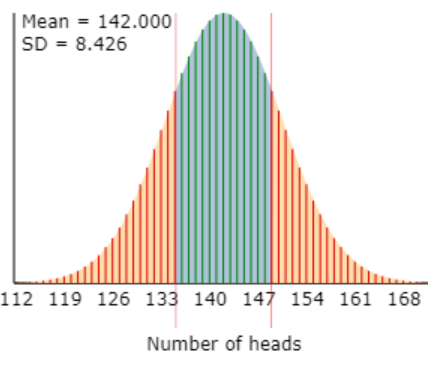 Mean = 142.000
SD = 8.426
112 119 126 133 140 147 154 161 168
Number of heads